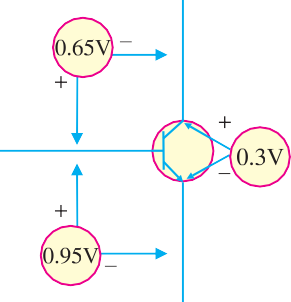 0.65V –
+
+
0.3V
–
+
0.95V
–